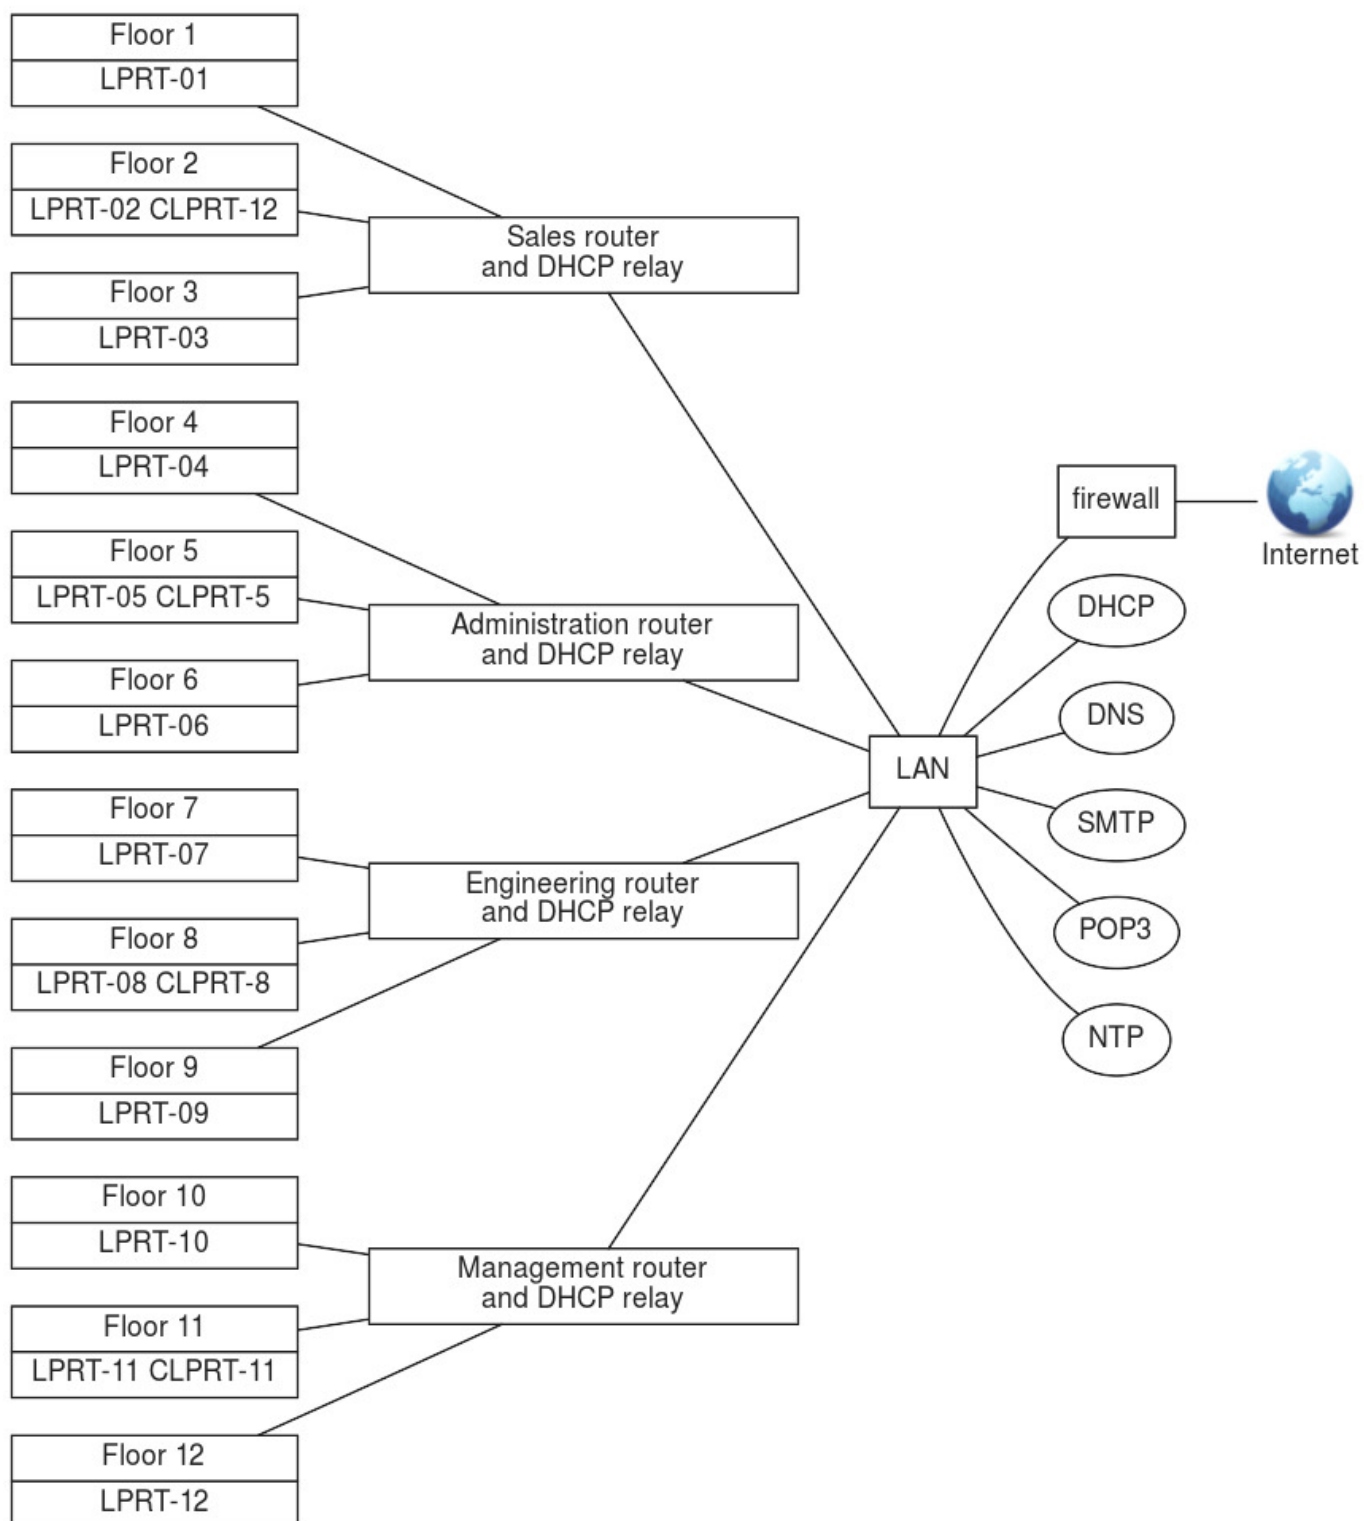 Floor 1
LPRT-01
Floor 2
LPRT-02 CLPRT-12
Floor 3
LPRT-03
Floor 4
LPRT-04
Floor 5
LPRT-05 CLPRT-5
Floor 6
LPRT-06
Floor 7
LPRT-07
Floor 8
LPRT-08 CLPRT-8
Floor 9
LPRT-09
Floor 10
LPRT-10
Floor 11
LPRT-11 CLPRT-11
Floor 12
LPRT-12
Sales router
and DHCP relay
Administration router
and DHCP relay
Engineering router
and DHCP relay
Management router
and DHCP relay
LAN
firewall
Internet
DHCP
DNS
SMTP
POP3
NTP